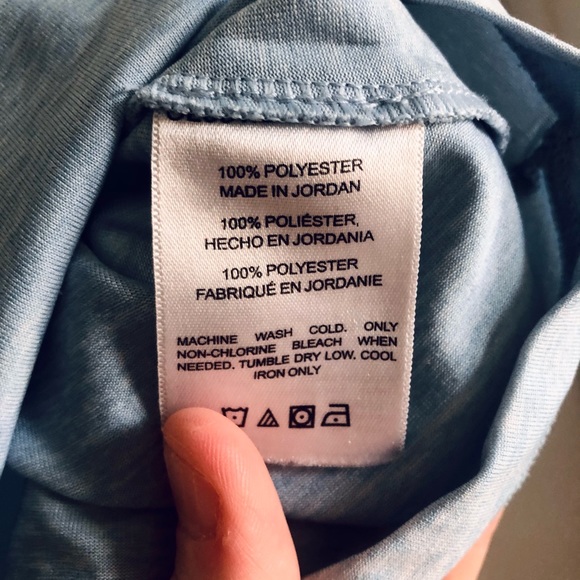 100% POLYESTER
MADE IN JORDAN
100% POLIÉSTER,
HECHO EN JORDANIA
100% POLYESTER
FABRIQUÉ EN JORDANIE
MACHINE WASH COLD. ONLY
NON-CHLORINE BLEACH WHEN
NEEDED. TUMBLE DRY LOW. COOL
IRON ONLY